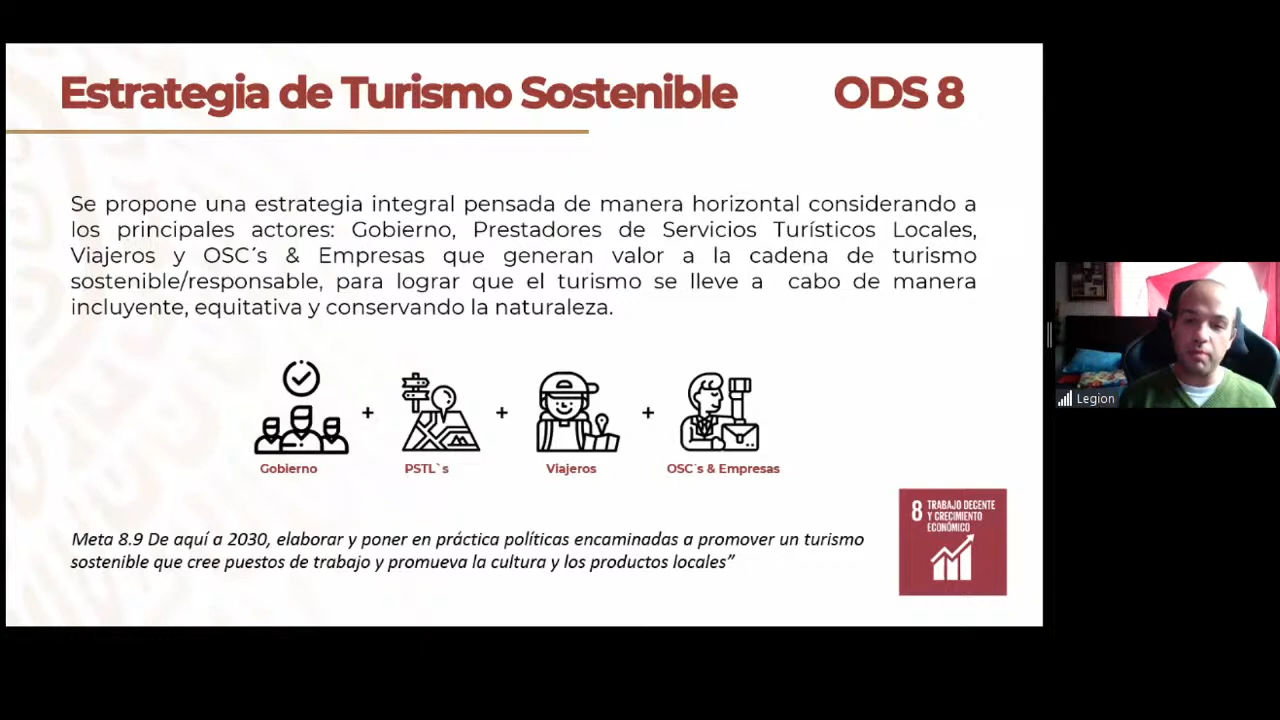 Estrategia de Turismo Sostenible ODS 8
Se propone una estrategia integral pensada de manera horizontal considerando a
los principales actores: Gobierno, Prestadores de Servicios Turísticos Locales,
Viajeros y OSC´s & Empresas que generan valor a la cadena de turismo
sostenible/responsable, para lograr que el turismo se lleve a cabo de manera
incluyente, equitativa y conservando la naturaleza.
+ + +
Gobierno PSTL`s Viajeros OSC´s & Empresas
Meta 8.9 De aquí a 2030, elaborar y poner en práctica políticas encaminadas a promover un turismo
sostenible que cree puestos de trabajo y promueva la cultura y los productos locales”
8 TRABAJO DECENTE
Y CRECIMIENTO
ECONÓMICO
Legion